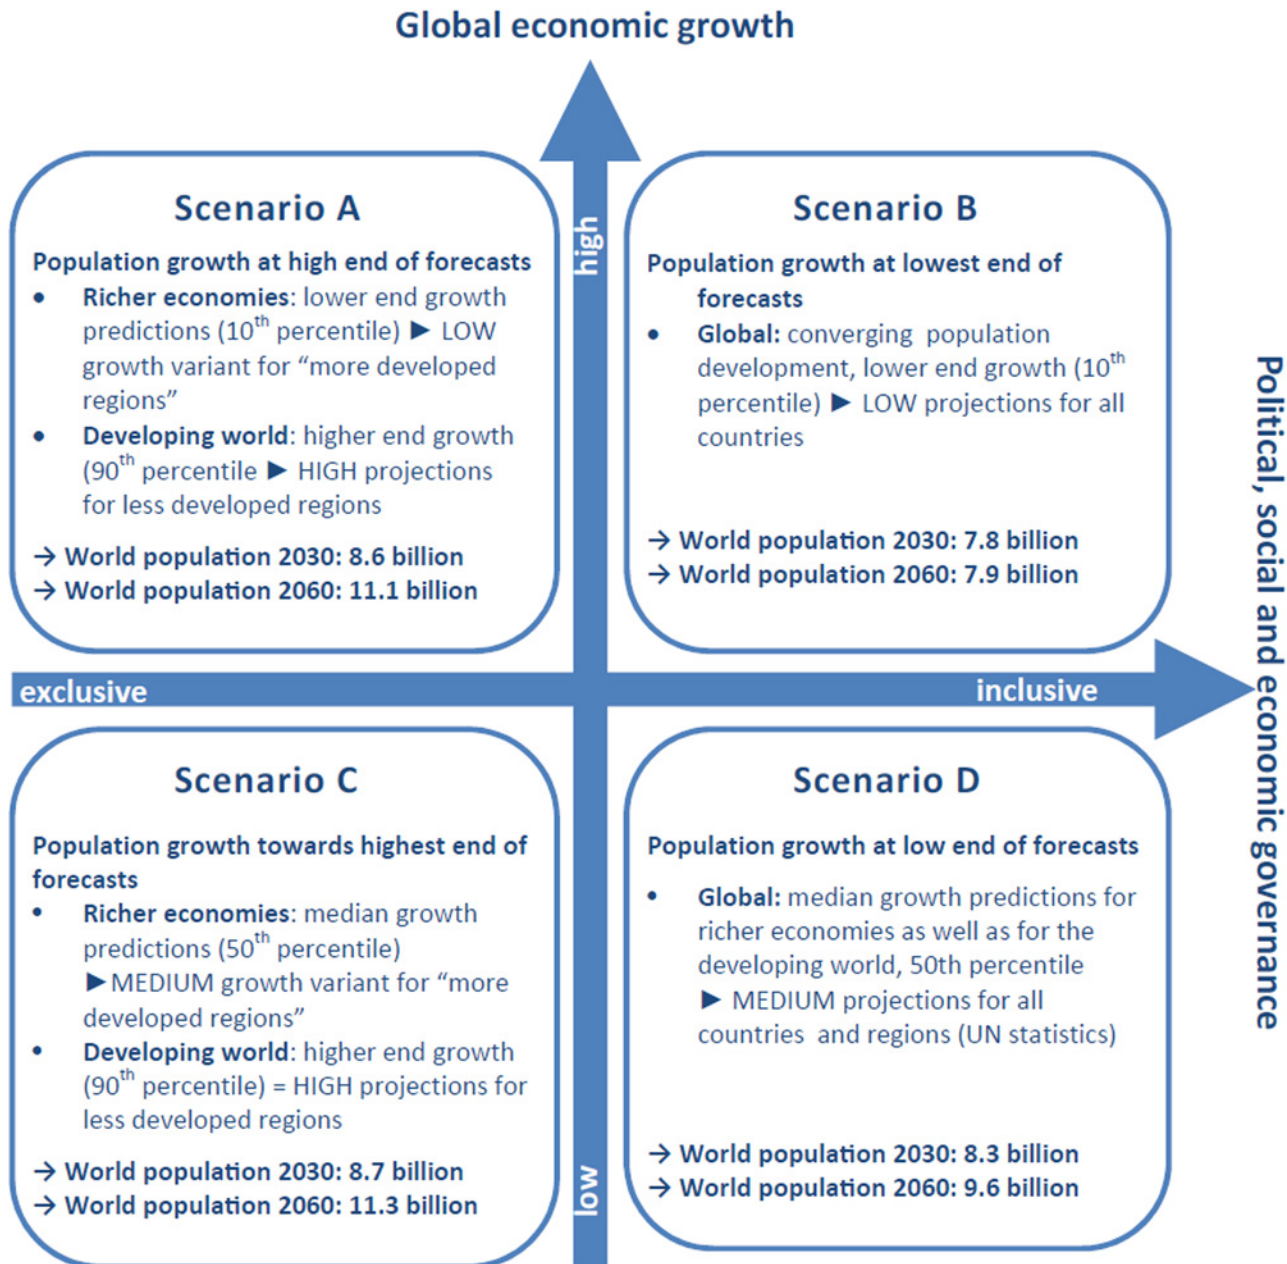 Global economic growth
high
Scenario A
Population growth at high end of forecasts
• Richer economies: lower end growth
predictions (10th percentile) ► LOW
growth variant for “more developed
regions”
• Developing world: higher end growth
(90th percentile ► HIGH projections
for less developed regions
→ World population 2030: 8.6 billion
→ World population 2060: 11.1 billion
Scenario B
Population growth at lowest end of
forecasts
• Global: converging population
development, lower end growth (10th
percentile) ► LOW projections for all
countries
→ World population 2030: 7.8 billion
→ World population 2060: 7.9 billion
exclusive
inclusive
Political, social and economic governance
Scenario C
Population growth towards highest end of
forecasts
• Richer economies: median growth
predictions (50th percentile)
►MEDIUM growth variant for “more
developed regions”
• Developing world: higher end growth
(90th percentile) = HIGH projections for
less developed regions
→ World population 2030: 8.7 billion
→ World population 2060: 11.3 billion
Scenario D
Population growth at low end of forecasts
• Global: median growth predictions for
richer economies as well as for the
developing world, 50th percentile
► MEDIUM projections for all
countries and regions (UN statistics)
→ World population 2030: 8.3 billion
→ World population 2060: 9.6 billion
low